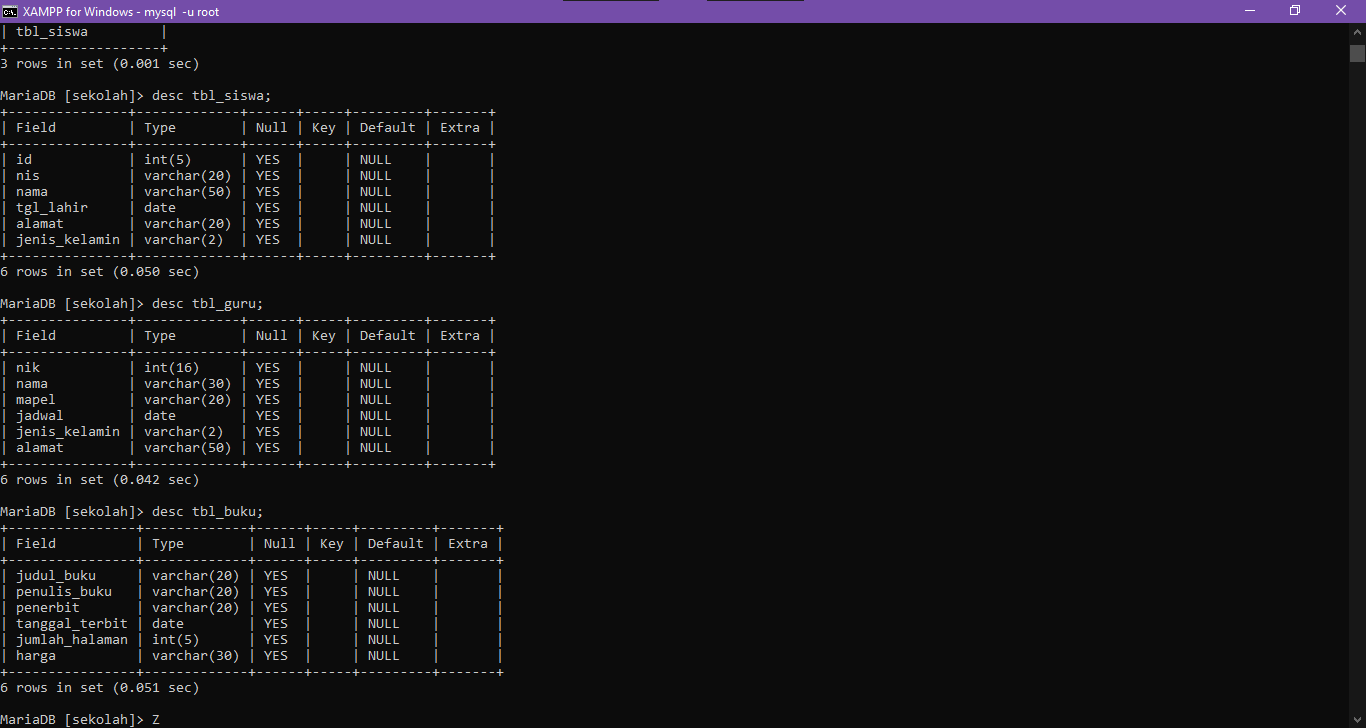 XAMPP for Windows - mysql  -u root
| tbl_siswa         |
+-------------------+
3 rows in set (0.001 sec)
MariaDB [sekolah]> desc tbl_siswa;
+---------------+-------------+------+-----+---------+-------+
| Field         | Type        | Null | Key | Default | Extra |
+---------------+-------------+------+-----+---------+-------+
| id            | int(5)      | YES  |     | NULL    |       |
| nis           | varchar(20) | YES  |     | NULL    |       |
| nama          | varchar(50) | YES  |     | NULL    |       |
| tgl_lahir     | date        | YES  |     | NULL    |       |
| alamat        | varchar(20) | YES  |     | NULL    |       |
| jenis_kelamin | varchar(2)  | YES  |     | NULL    |       |
+---------------+-------------+------+-----+---------+-------+
6 rows in set (0.050 sec)
MariaDB [sekolah]> desc tbl_guru;
+---------------+-------------+------+-----+---------+-------+
| Field         | Type        | Null | Key | Default | Extra |
+---------------+-------------+------+-----+---------+-------+
| nik           | int(16)     | YES  |     | NULL    |       |
| nama          | varchar(30) | YES  |     | NULL    |       |
| mapel         | varchar(20) | YES  |     | NULL    |       |
| jadwal        | date        | YES  |     | NULL    |       |
| jenis_kelamin | varchar(2)  | YES  |     | NULL    |       |
| alamat        | varchar(50) | YES  |     | NULL    |       |
+---------------+-------------+------+-----+---------+-------+
6 rows in set (0.042 sec)
MariaDB [sekolah]> desc tbl_buku;
+----------------+-------------+------+-----+---------+-------+
| Field          | Type        | Null | Key | Default | Extra |
+----------------+-------------+------+-----+---------+-------+
| judul_buku     | varchar(20) | YES  |     | NULL    |       |
| penulis_buku   | varchar(20) | YES  |     | NULL    |       |
| penerbit       | varchar(20) | YES  |     | NULL    |       |
| tanggal_terbit | date        | YES  |     | NULL    |       |
| jumlah_halaman | int(5)      | YES  |     | NULL    |       |
| harga          | varchar(30) | YES  |     | NULL    |       |
+----------------+-------------+------+-----+---------+-------+
6 rows in set (0.051 sec)
MariaDB [sekolah]> Z